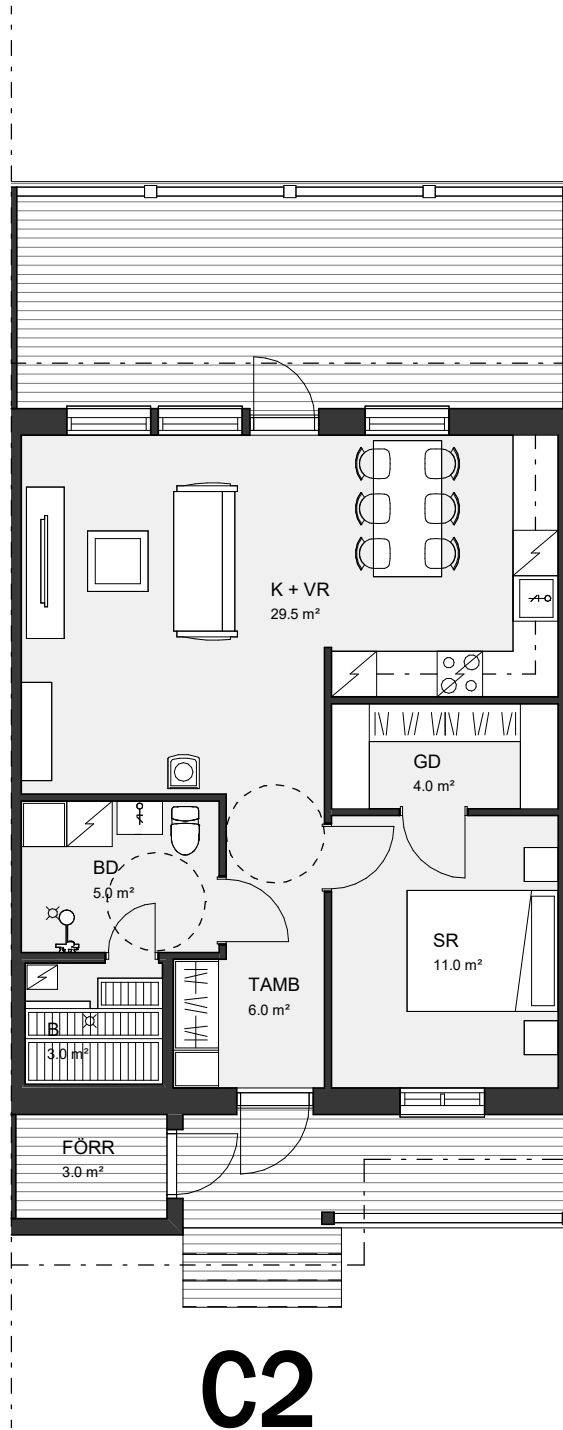 K + VR
29.5 m²
GD
4.0 m²
BD
5.0 m²
SR
11.0 m²
TAMB
6.0 m²
B
3.0 m²
FÖRR
3.0 m²
C2